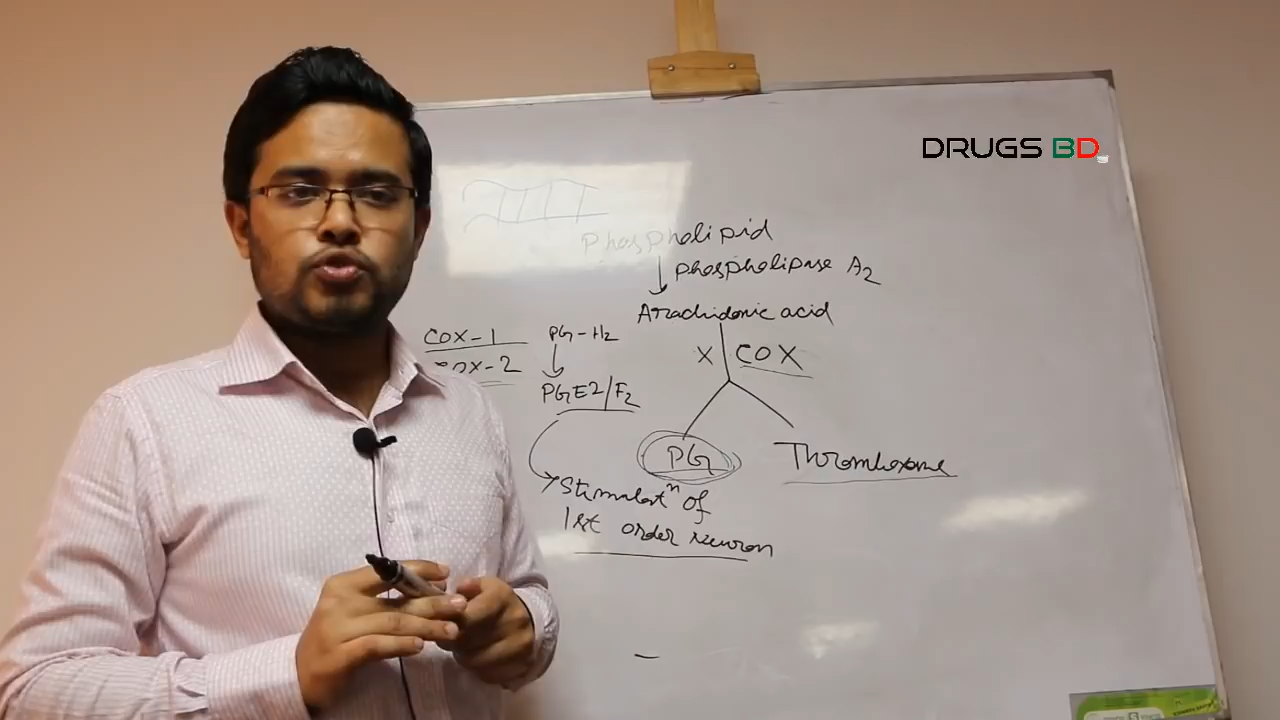 DRUGS BD
Phospholipid
phospholipase A2
Arachidonic acid
X COX
PG
Thromboxane
COX-1
COX-2
PG-H2
PGE2/F2
Stimulatⁿ of
1st order neuron